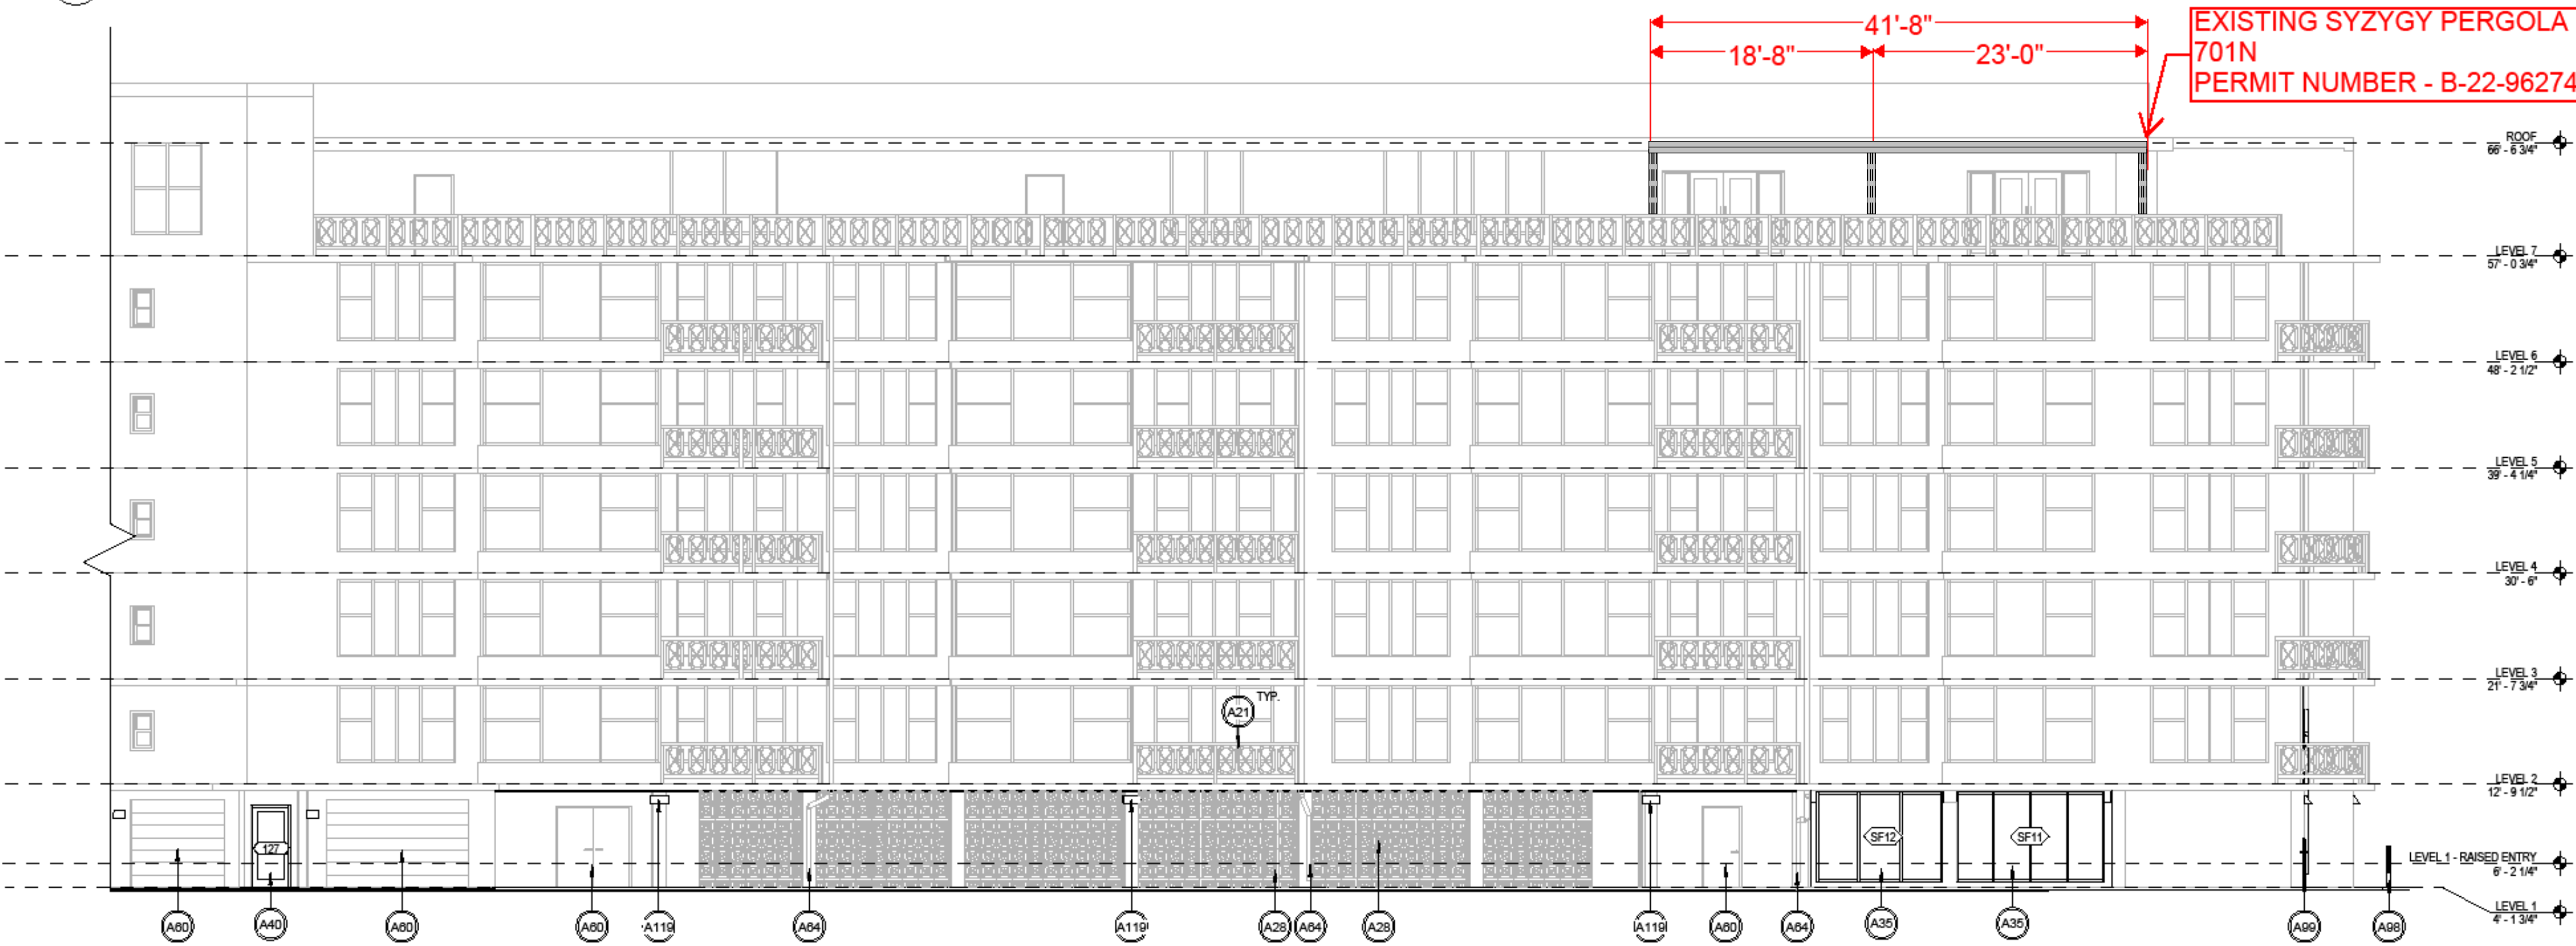 41'-8"
18'-8"
23'-0"
EXISTING SYZYGY PERGOLA
701N
PERMIT NUMBER - B-22-96274
ROOF
66' - 6 3/4"
LEVEL 7
57' - 0 3/4"
LEVEL 6
48' - 2 1/2"
LEVEL 5
39' - 4 1/4"
LEVEL 4
30' - 6"
LEVEL 3
21' - 7 3/4"
A21
TYP.
LEVEL 2
12' - 9 1/2"
127
SF12
SF11
LEVEL 1 - RAISED ENTRY
6' - 2 1/4"
LEVEL 1
4' - 1 3/4"
A60
A40
A60
A60
A119
A64
A119
A28
A64
A28
A119
A60
A64
A35
A35
A99
A98